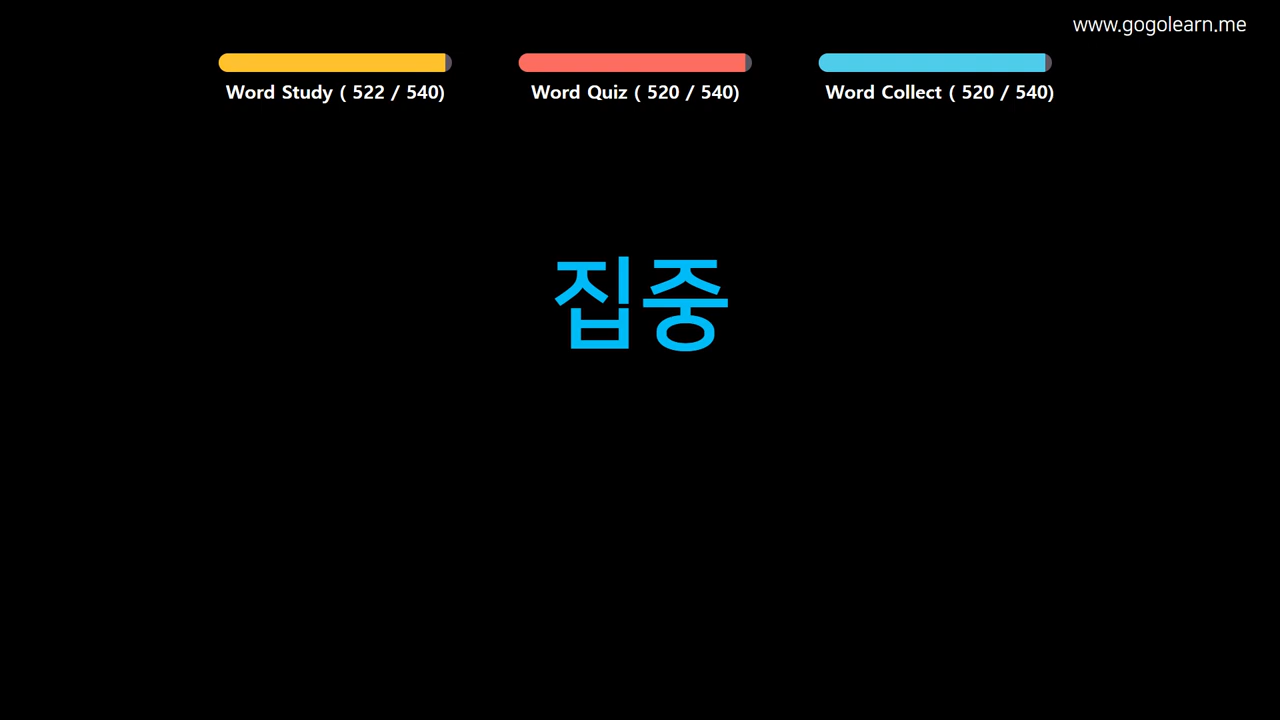 www.gogolearn.me
Word Study ( 522 / 540)
Word Quiz ( 520 / 540)
Word Collect ( 520 / 540)
집중